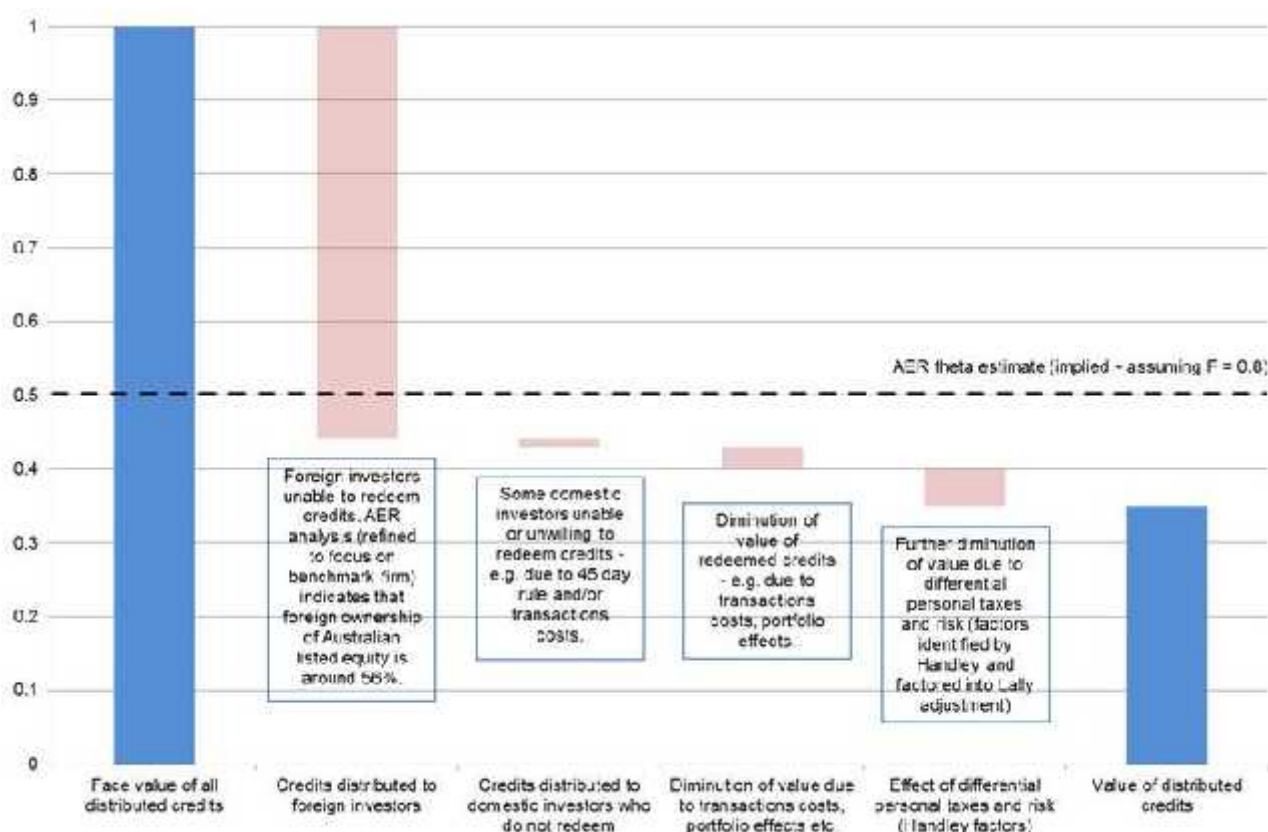 1
0.9
0.8
0.7
0.6
0.5
0.4
0.3
0.2
0.1
0
AER theta estimate (implied - assuming F = 0.8)
Foreign investors
unable to redeem
credits. AER
analysis (refined
to focus on
benchmark firm)
indicates that
foreign ownership
of Australian
listed equity is
around 56%.
Some domestic
investors unable
or unwilling to
redeem credits -
e.g. due to 45 day
rule and/or
transactions
costs.
Diminution of
value of
redeemed credits
- e.g. due to
transactions
costs, portfolio
effects
Further diminution
of value due to
differential
personal taxes
and risk (factors
identified by
Handley and
factored into Lally
adjustment)
Face value of all
distributed credits
Credits distributed to
foreign investors
Credits distributed to
domestic investors who
do not redeem
Diminution of value due
to transactions costs,
portfolio effects etc
Effect of differential
personal taxes and risk
(Handley factors)
Value of distributed
credits